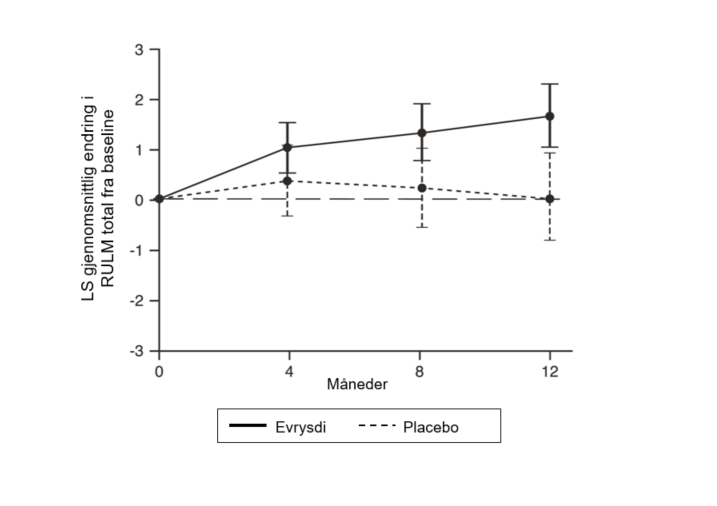 3
2
1
0
-1
-2
-3
LS gjennomsnittlig endring i
RULM total fra baseline
0 4 8 12
Måneder
Evrysdi Placebo